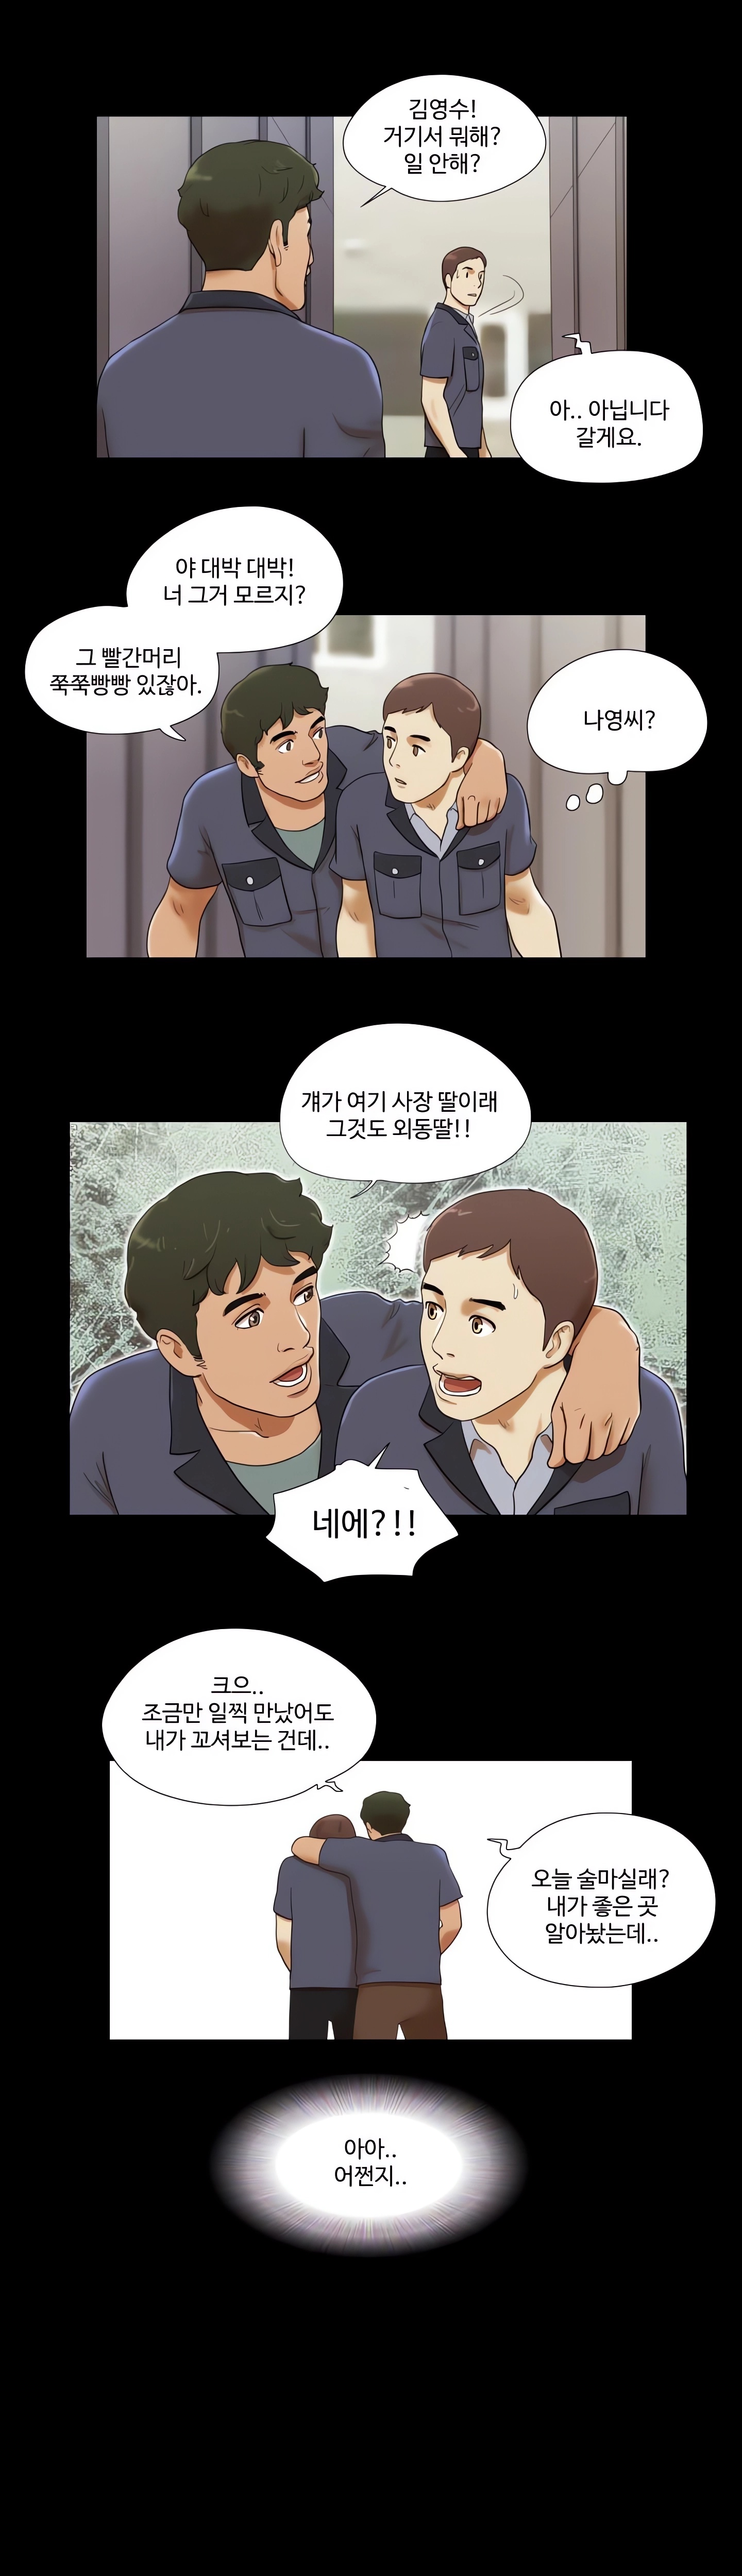 김영수!
거기서 뭐해?
일 안해?
아.. 아닙니다
갈게요.
야 대박 대박!
너 그거 모르지?
그 빨간머리
쭉쭉빵빵 있잖아.
나영씨?
걔가 여기 사장 딸이래
그것도 외동딸!!
네에?!!
크으..
조금만 일찍 만났어도
내가 꼬셔보는 건데..
오늘 술마실래?
내가 좋은 곳
알아놨는데..
아아..
어쩐지..